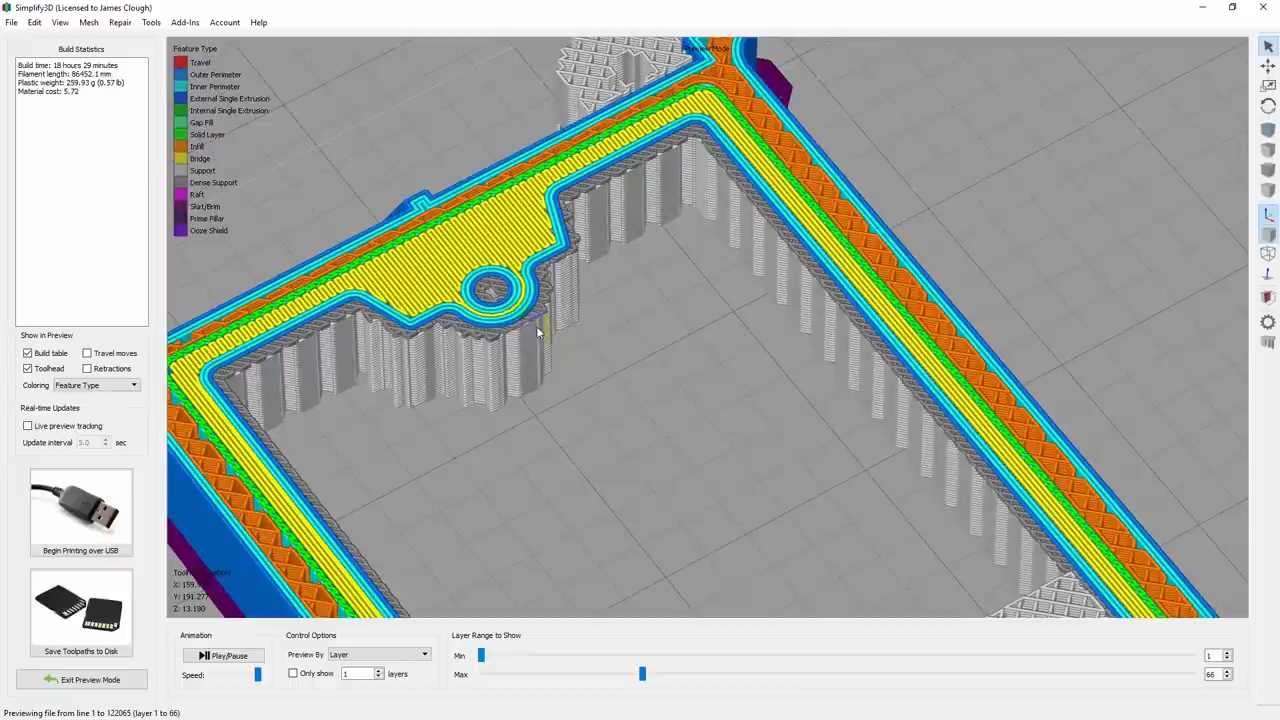 Simplify3D (Licensed to James Clough)
File Edit View Mesh Repair Tools Add-Ins Account Help
Build Statistics
Build time: 18 hours 29 minutes
Filament length: 86452.1 mm
Plastic weight: 259.93 g (0.57 lb)
Material cost: 5.72
Feature Type
Travel
Outer Perimeter
Inner Perimeter
External Single Extrusion
Internal Single Extrusion
Gap Fill
Solid Layer
Infill
Bridge
Support
Dense Support
Raft
Skirt/Brim
Prime Pillar
Ooze Shield
Preview Mode
Show in Preview
Build table Travel moves
Toolhead Retractions
Coloring Feature Type
Real-time Updates
Live preview tracking
Update interval 5.0 sec
Begin Printing over USB
Save Toolpaths to Disk
Exit Preview Mode
X: 159.
Y: 191.277
Z: 13.180
Animation
Play/Pause
Speed:
Control Options
Preview By Layer
Only show 1 layers
Layer Range to Show
Min 1
Max 66
Previewing file from line 1 to 122065 (layer 1 to 66)